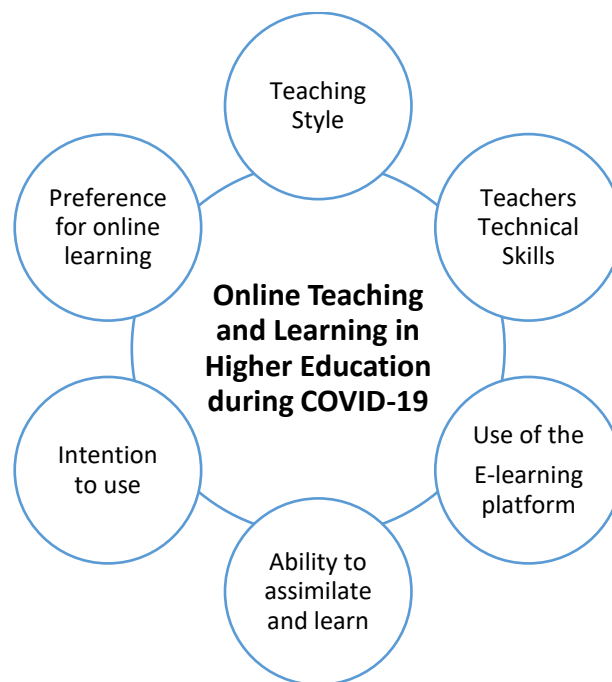 Teaching
Style
Preference
for online
learning
Teachers
Technical
Skills
Online Teaching
and Learning in
Higher Education
during COVID-19
Intention
to use
Use of the
E-learning
platform
Ability to
assimilate
and learn